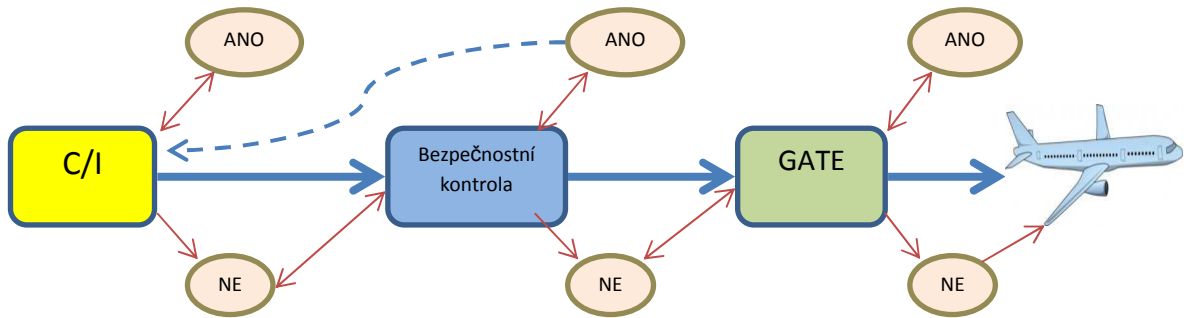 ANO
ANO
ANO
C/I
Bezpečnostní
kontrola
GATE
NE
NE
NE